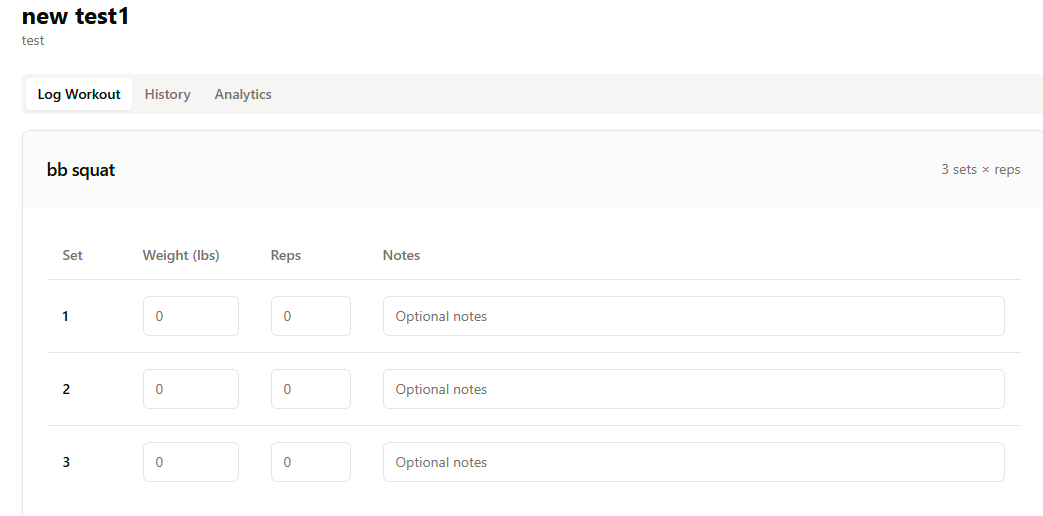 new test1
test
Log Workout History Analytics
bb squat 3 sets × reps
Set Weight (lbs) Reps Notes
1 0 0 Optional notes
2 0 0 Optional notes
3 0 0 Optional notes